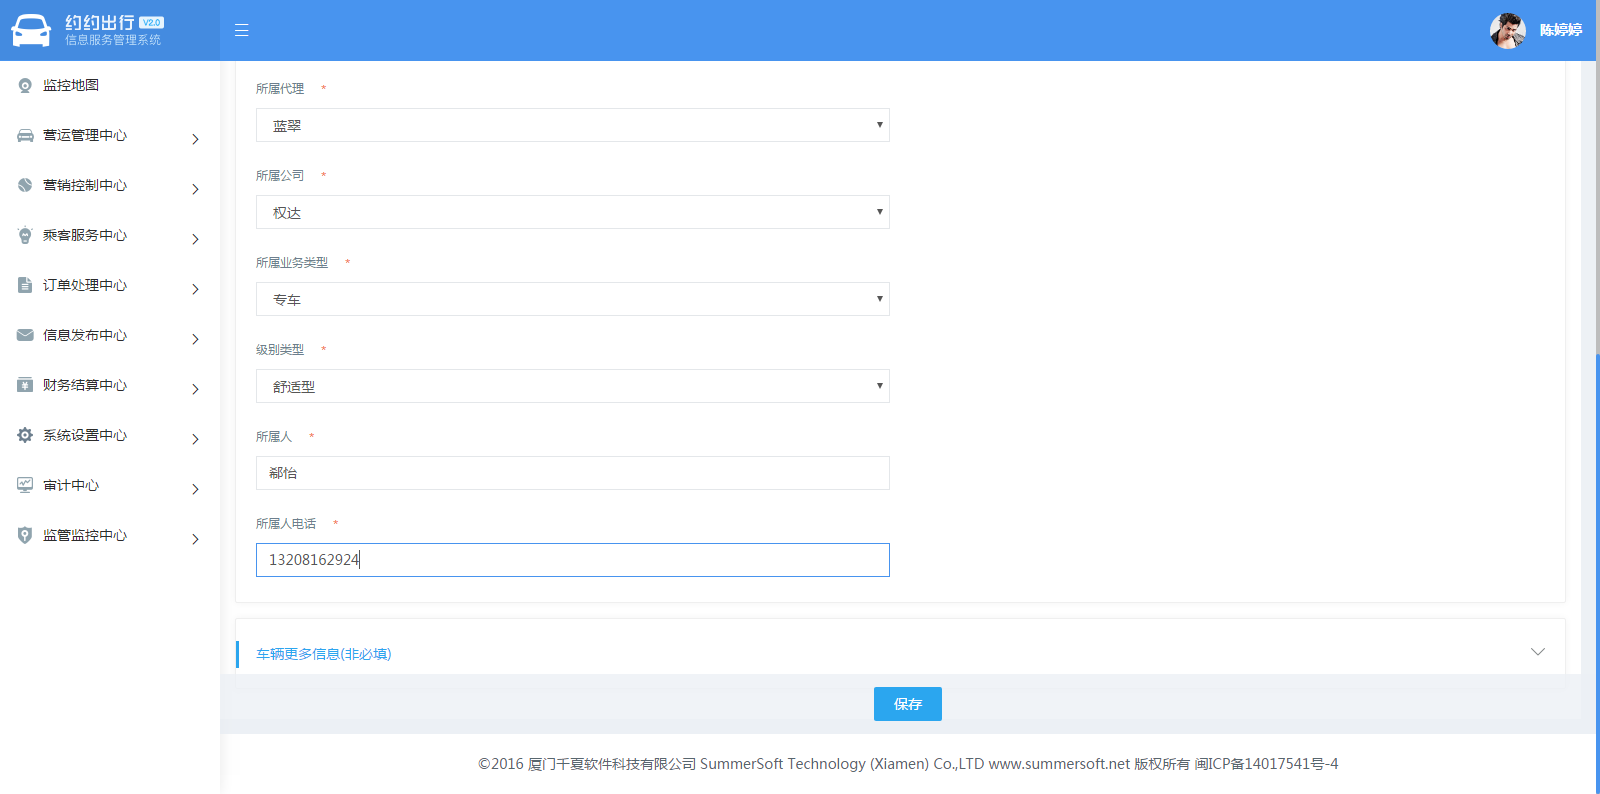 约约出行 V2.0
信息服务管理系统
陈婷婷
监控地图
营运管理中心
营销控制中心
乘客服务中心
订单处理中心
信息发布中心
财务结算中心
系统设置中心
审计中心
监管监控中心
所属代理 *
蓝翠
所属公司 *
权达
所属业务类型 *
专车
级别类型 *
舒适型
所属人 *
郗怡
所属人电话 *
13208162924
车辆更多信息(非必填)
保存
©2016 厦门千夏软件科技有限公司 SummerSoft Technology (Xiamen) Co.,LTD www.summersoft.net 版权所有 闽ICP备14017541号-4